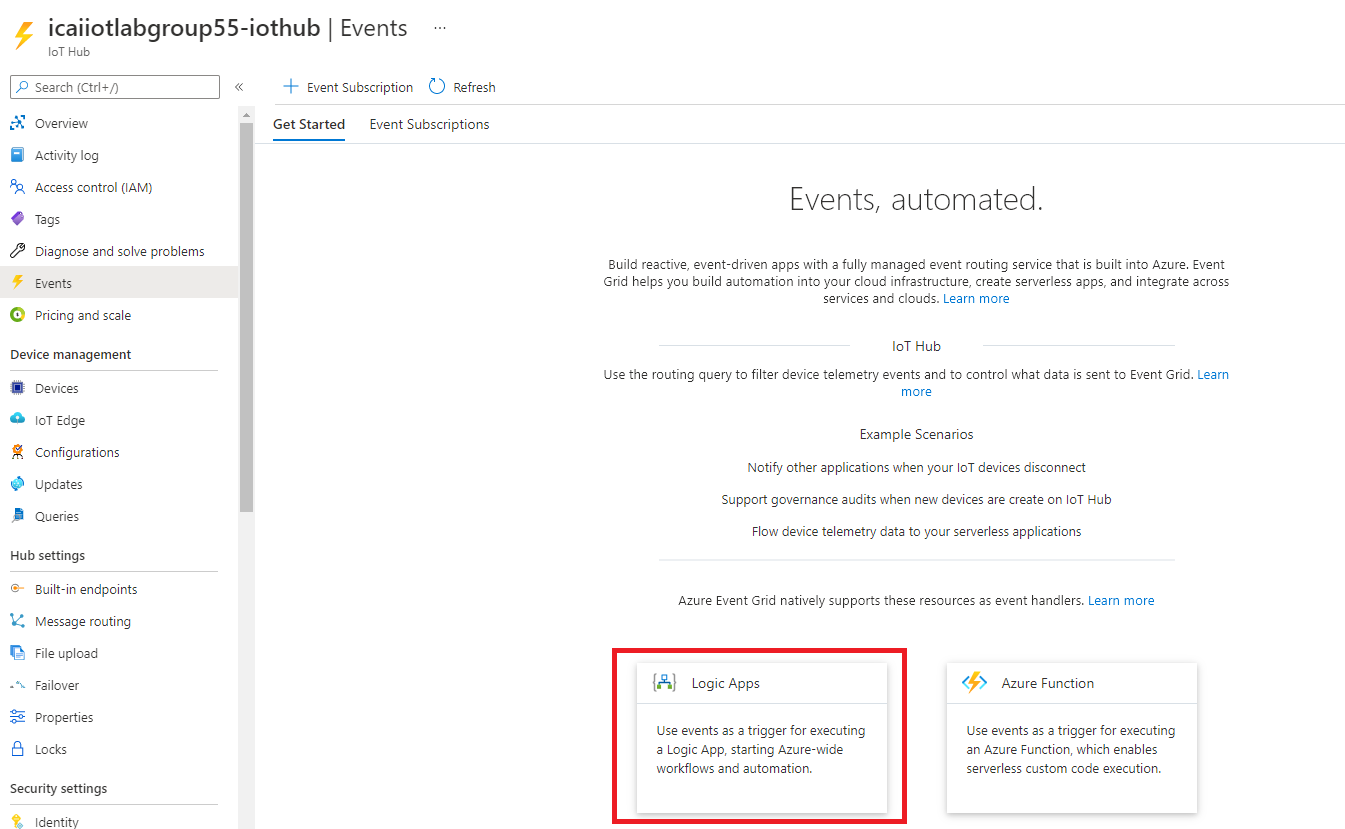 icaiiotlabgroup55-iothub | Events ...
IoT Hub
Search (Ctrl+/)
«
Overview
Activity log
Access control (IAM)
Tags
Diagnose and solve problems
Events
Pricing and scale
Device management
Devices
IoT Edge
Configurations
Updates
Queries
Hub settings
Built-in endpoints
Message routing
File upload
Failover
Properties
Locks
Security settings
Identity
+ Event Subscription Refresh
Get Started Event Subscriptions
Events, automated.
Build reactive, event-driven apps with a fully managed event routing service that is built into Azure. Event
Grid helps you build automation into your cloud infrastructure, create serverless apps, and integrate across
services and clouds. Learn more
IoT Hub
Use the routing query to filter device telemetry events and to control what data is sent to Event Grid. Learn
more
Example Scenarios
Notify other applications when your IoT devices disconnect
Support governance audits when new devices are create on IoT Hub
Flow device telemetry data to your serverless applications
Azure Event Grid natively supports these resources as event handlers. Learn more
Logic Apps
Use events as a trigger for executing
a Logic App, starting Azure-wide
workflows and automation.
Azure Function
Use events as a trigger for executing
an Azure Function, which enables
serverless custom code execution.